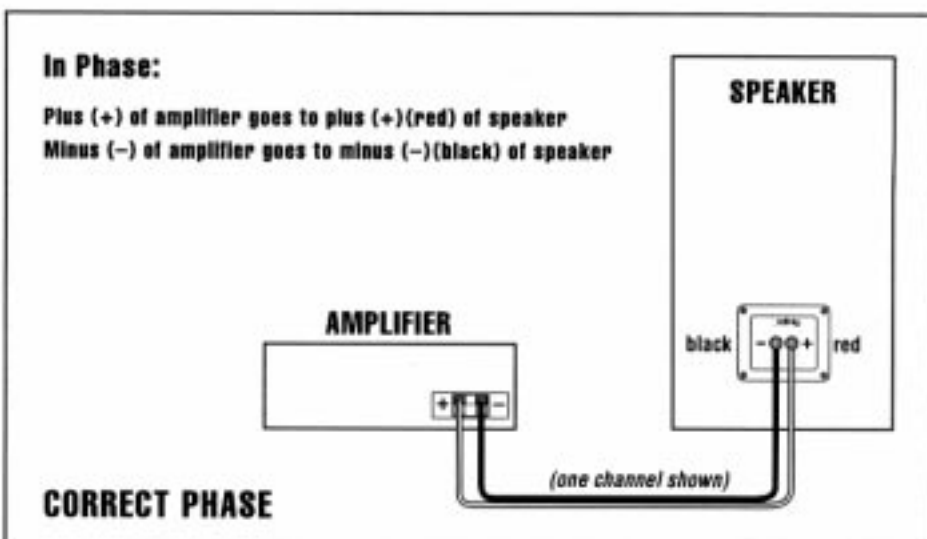 In Phase:
Plus (+) of amplifier goes to plus (+)(red) of speaker
Minus (–) of amplifier goes to minus (–)(black) of speaker
SPEAKER
AMPLIFIER
black – + red
+ –
(one channel shown)
CORRECT PHASE